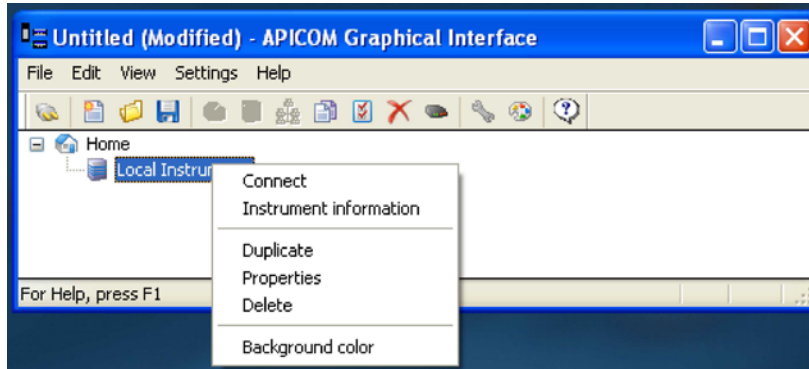 Untitled (Modified) - APICOM Graphical Interface
File Edit View Settings Help
Home
Local
Connect
Instrument information
Duplicate
Properties
Delete
For Help, press F1
Background color